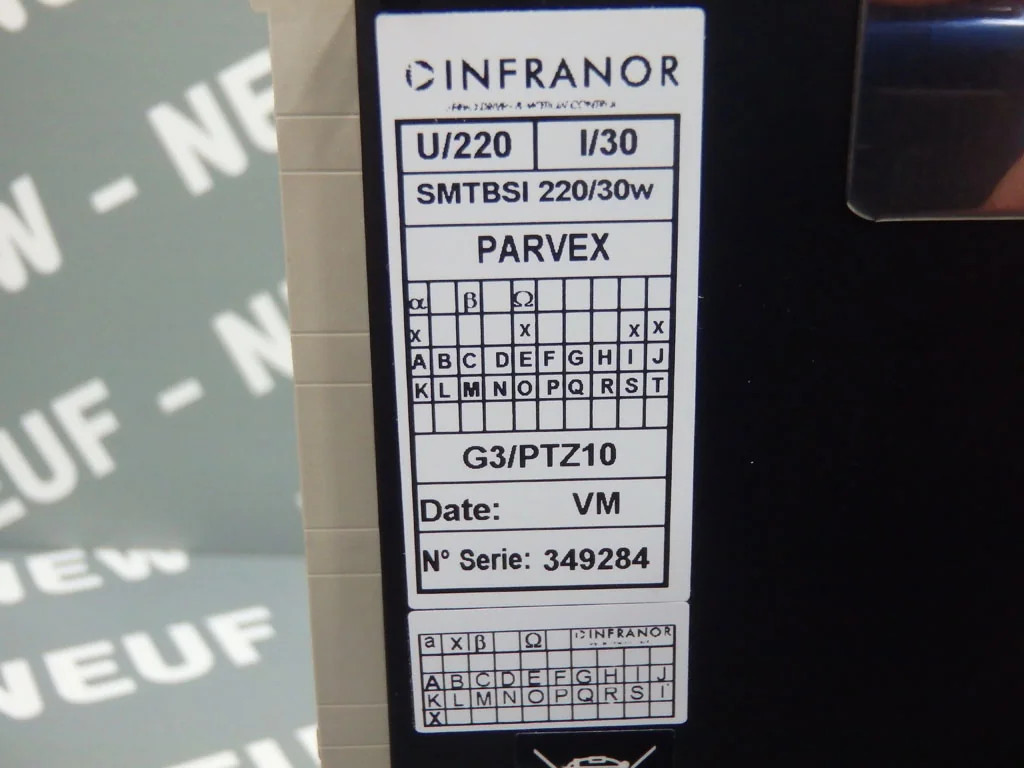 INFRANOR
U/220 I/30
SMTBSI 220/30w
PARVEX
α β Ω
x x x x
A B C D E F G H I J
K L M N O P Q R S T
G3/PTZ10
Date: VM
N° Serie: 349284
a x β Ω INFRANOR
A B C D E F G H I J
K L M N O P Q R S
X
NEW - NE
W - NE
NEUF - N
NEW
NEUF